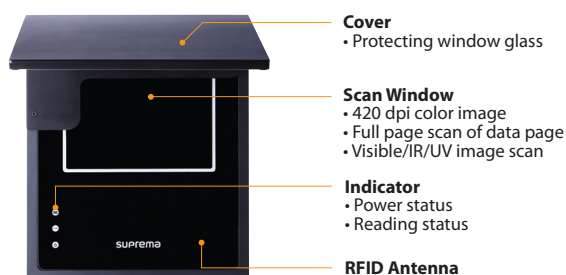 Cover
• Protecting window glass
Scan Window
• 420 dpi color image
• Full page scan of data page
• Visible/IR/UV image scan
Indicator
• Power status
• Reading status
suprema
RFID Antenna